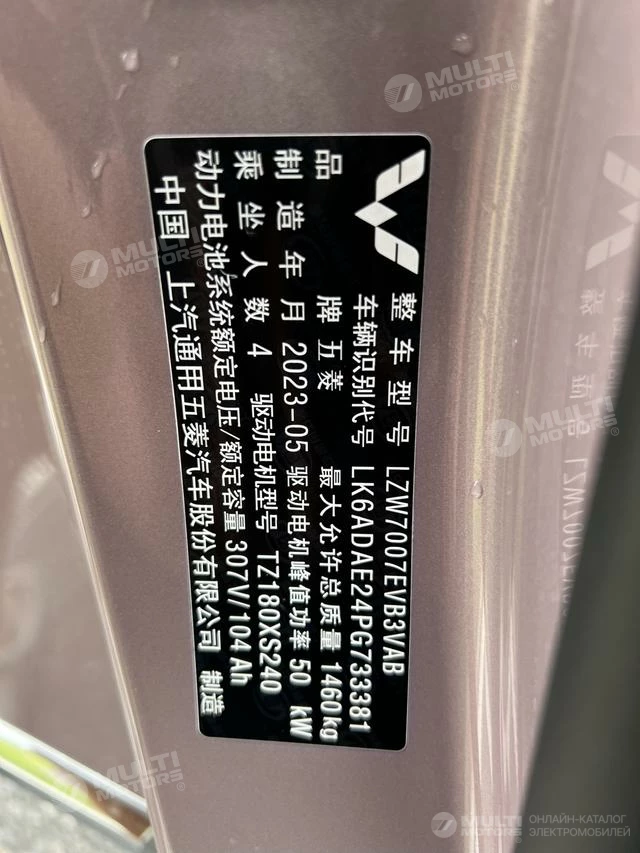 整车型号 LZW7007EVB3VAB
车辆识别代号 LK6ADAE24PG733381
品 牌 五菱 最大允许总质量 1460kg
制造年月 2023-05 驱动电机峰值功率 50 kW
乘坐人数 4 驱动电机型号 TZ180XS240
动力电池系统额定电压/额定容量 307V/104Ah
中国 上汽通用五菱汽车股份有限公司 制造
MULTI MOTORS
MULTI MOTORS
MULTI MOTORS
MULTI MOTORS
MULTI MOTORS
ОНЛАЙН-КАТАЛОГ
ЭЛЕКТРОМОБИЛЕЙ